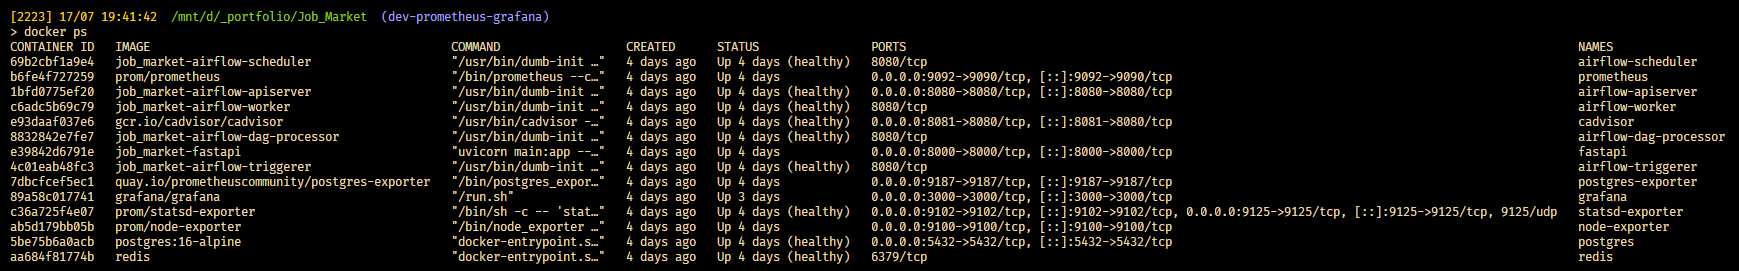 [2223] 17/07 19:41:42 /mnt/d/_portfolio/Job_Market (dev-prometheus-grafana)
> docker ps
CONTAINER ID IMAGE COMMAND CREATED STATUS PORTS NAMES
69b2cbf1a9e4 job_market-airflow-scheduler "/usr/bin/dumb-init …" 4 days ago Up 4 days (healthy) 8080/tcp airflow-scheduler
b6fe4f727259 prom/prometheus "/bin/prometheus --c…" 4 days ago Up 4 days 0.0.0.0:9092->9090/tcp, [::]:9092->9090/tcp prometheus
1bfd0775ef20 job_market-airflow-apiserver "/usr/bin/dumb-init …" 4 days ago Up 4 days (healthy) 0.0.0.0:8080->8080/tcp, [::]:8080->8080/tcp airflow-apiserver
c6adc5b69c79 job_market-airflow-worker "/usr/bin/dumb-init …" 4 days ago Up 4 days (healthy) 8080/tcp airflow-worker
e93daaf037e6 gcr.io/cadvisor/cadvisor "/usr/bin/cadvisor -…" 4 days ago Up 4 days (healthy) 0.0.0.0:8081->8080/tcp, [::]:8081->8080/tcp cadvisor
8832842e7fe7 job_market-airflow-dag-processor "/usr/bin/dumb-init …" 4 days ago Up 4 days (healthy) 8080/tcp airflow-dag-processor
e39842d6791e job_market-fastapi "uvicorn main:app --…" 4 days ago Up 4 days 0.0.0.0:8000->8000/tcp, [::]:8000->8000/tcp fastapi
4c01eab48fc3 job_market-airflow-triggerer "/usr/bin/dumb-init …" 4 days ago Up 4 days (healthy) 8080/tcp airflow-triggerer
7dbcfcef5ec1 quay.io/prometheuscommunity/postgres-exporter "/bin/postgres_expor…" 4 days ago Up 4 days 0.0.0.0:9187->9187/tcp, [::]:9187->9187/tcp postgres-exporter
89a58c017741 grafana/grafana "/run.sh" 4 days ago Up 3 days 0.0.0.0:3000->3000/tcp, [::]:3000->3000/tcp grafana
c36a725f4e07 prom/statsd-exporter "/bin/sh -c -- 'stat…" 4 days ago Up 4 days (healthy) 0.0.0.0:9102->9102/tcp, [::]:9102->9102/tcp, 0.0.0.0:9125->9125/tcp, [::]:9125->9125/tcp, 9125/udp statsd-exporter
ab5d179bb05b prom/node-exporter "/bin/node_exporter …" 4 days ago Up 4 days 0.0.0.0:9100->9100/tcp, [::]:9100->9100/tcp node-exporter
5be75b6a0acb postgres:16-alpine "docker-entrypoint.s…" 4 days ago Up 4 days (healthy) 0.0.0.0:5432->5432/tcp, [::]:5432->5432/tcp postgres
aa684f81774b redis "docker-entrypoint.s…" 4 days ago Up 4 days (healthy) 6379/tcp redis